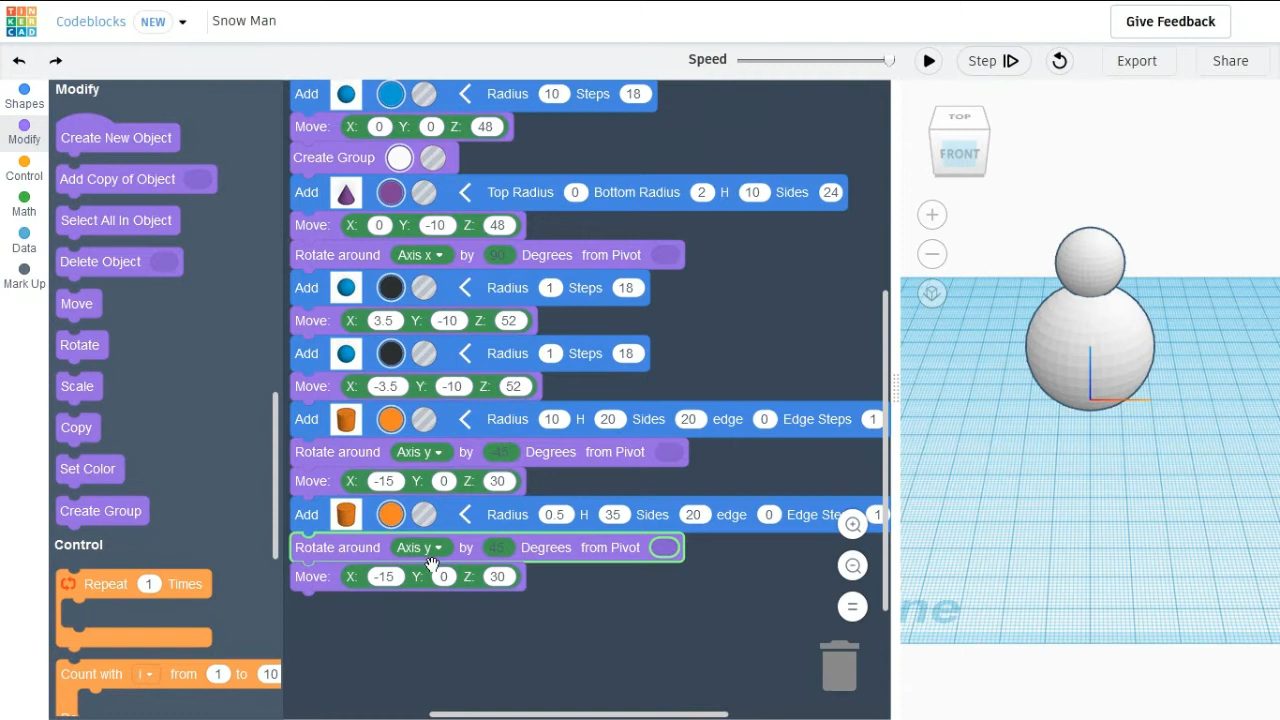 TIN
KER
CAD
Codeblocks NEW Snow Man Give Feedback
Speed Step Export Share
Shapes
Modify
Control
Math
Data
Mark Up
Modify
Create New Object
Add Copy of Object
Select All In Object
Delete Object
Move
Rotate
Scale
Copy
Set Color
Create Group
Control
Repeat 1 Times
Count with i from 1 to 10
Add Radius 10 Steps 18
Move: X: 0 Y: 0 Z: 48
Create Group
Add Top Radius 0 Bottom Radius 2 H 10 Sides 24
Move: X: 0 Y: -10 Z: 48
Rotate around Axis x by 90 Degrees from Pivot
Add Radius 1 Steps 18
Move: X: 3.5 Y: -10 Z: 52
Add Radius 1 Steps 18
Move: X: -3.5 Y: -10 Z: 52
Add Radius 10 H 20 Sides 20 edge 0 Edge Steps 1
Rotate around Axis y by -45 Degrees from Pivot
Move: X: -15 Y: 0 Z: 30
Add Radius 0.5 H 35 Sides 20 edge 0 Edge Ste 1
Rotate around Axis y by 45 Degrees from Pivot
Move: X: -15 Y: 0 Z: 30
TOP
FRONT
ne